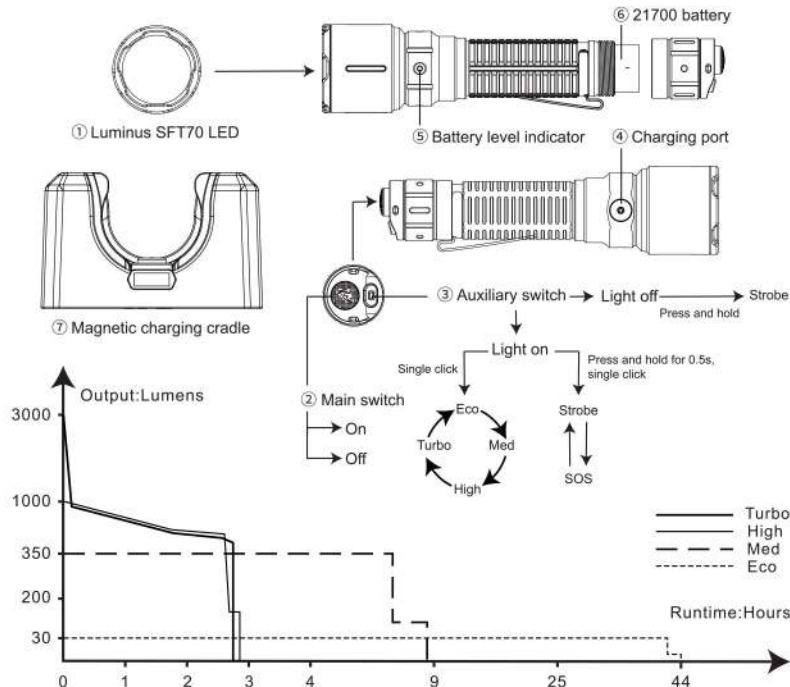 ⑥ 21700 battery
① Luminus SFT70 LED
⑤ Battery level indicator
④ Charging port
⑦ Magnetic charging cradle
③ Auxiliary switch
Light off
Press and hold
Strobe
Light on
Single click
Press and hold for 0.5s,
single click
② Main switch
On
Off
Eco
Med
High
Turbo
Strobe
SOS
Output:Lumens
3000
1000
350
200
30
Turbo
High
Med
Eco
Runtime:Hours
0 1 2 3 4 9 25 44